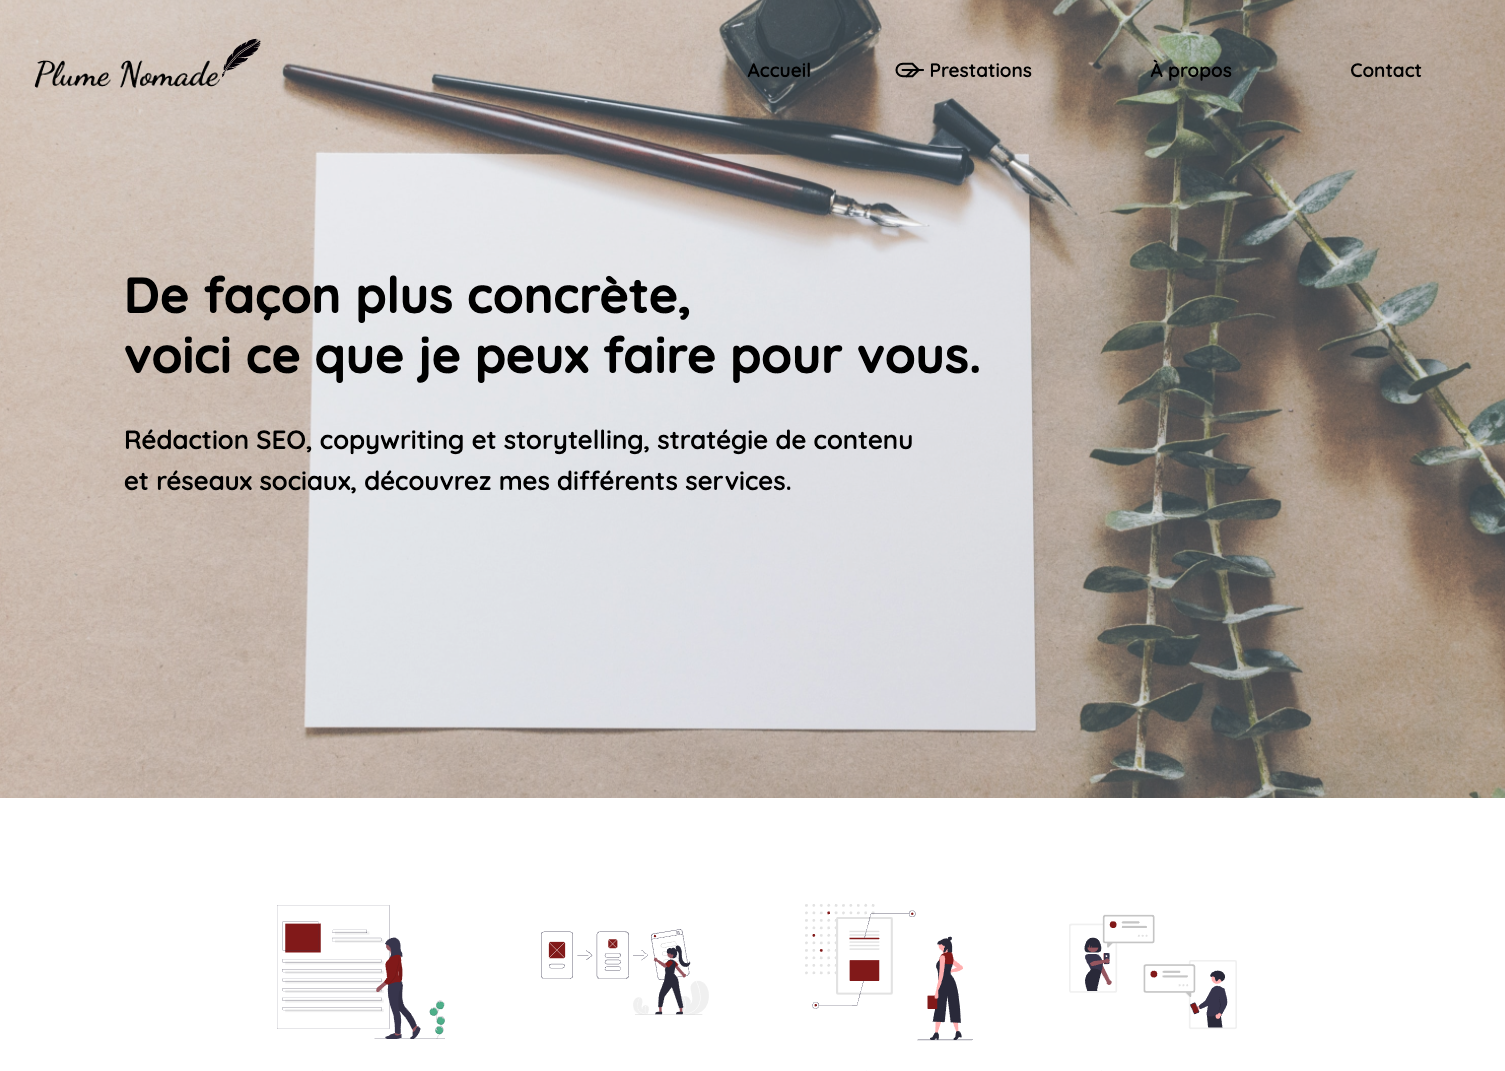 Plume Nomade
Accueil
Prestations
À propos
Contact
De façon plus concrète,
voici ce que je peux faire pour vous.
Rédaction SEO, copywriting et storytelling, stratégie de contenu
et réseaux sociaux, découvrez mes différents services.